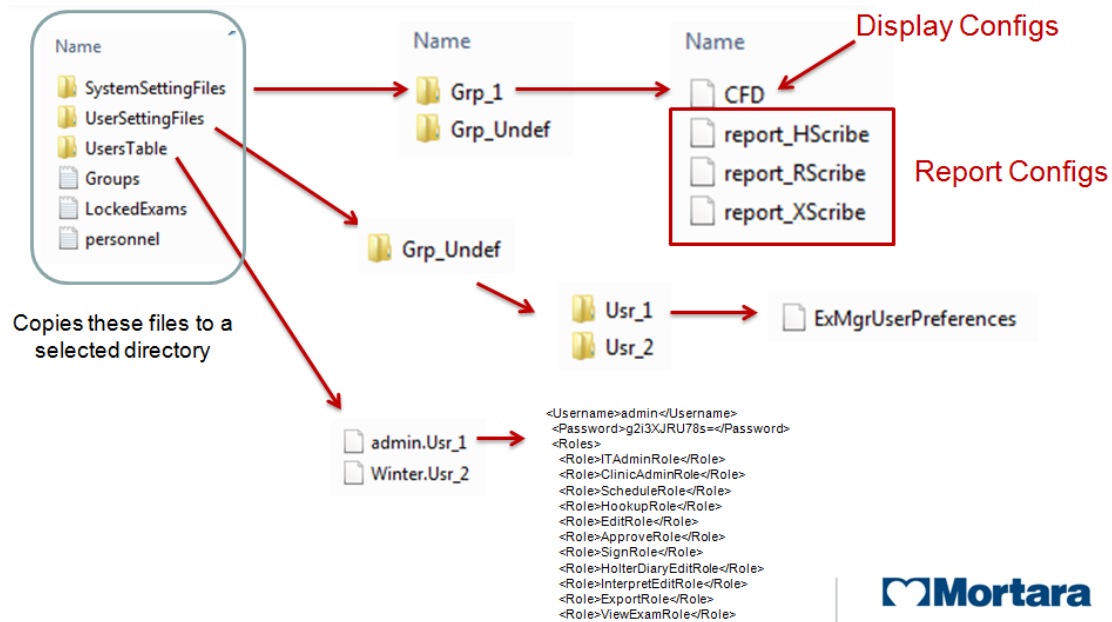 Name
SystemSettingFiles
UserSettingFiles
UsersTable
Groups
LockedExams
personnel
Copies these files to a
selected directory
Name
Grp_1
Grp_Undef
Name
Display Configs
CFD
report_HScribe
report_RScribe
report_XScribe
Report Configs
Grp_Undef
Usr_1
Usr_2
ExMgrUserPreferences
admin.Usr_1
Winter.Usr_2
<Username>admin</Username>
<Password>g2i3XJRU78s=</Password>
<Roles>
<Role>ITAdminRole</Role>
<Role>ClinicAdminRole</Role>
<Role>ScheduleRole</Role>
<Role>HookupRole</Role>
<Role>EditRole</Role>
<Role>ApproveRole</Role>
<Role>SignRole</Role>
<Role>HolterDiaryEditRole</Role>
<Role>InterpretEditRole</Role>
<Role>ExportRole</Role>
<Role>ViewExamRole</Role>
Mortara